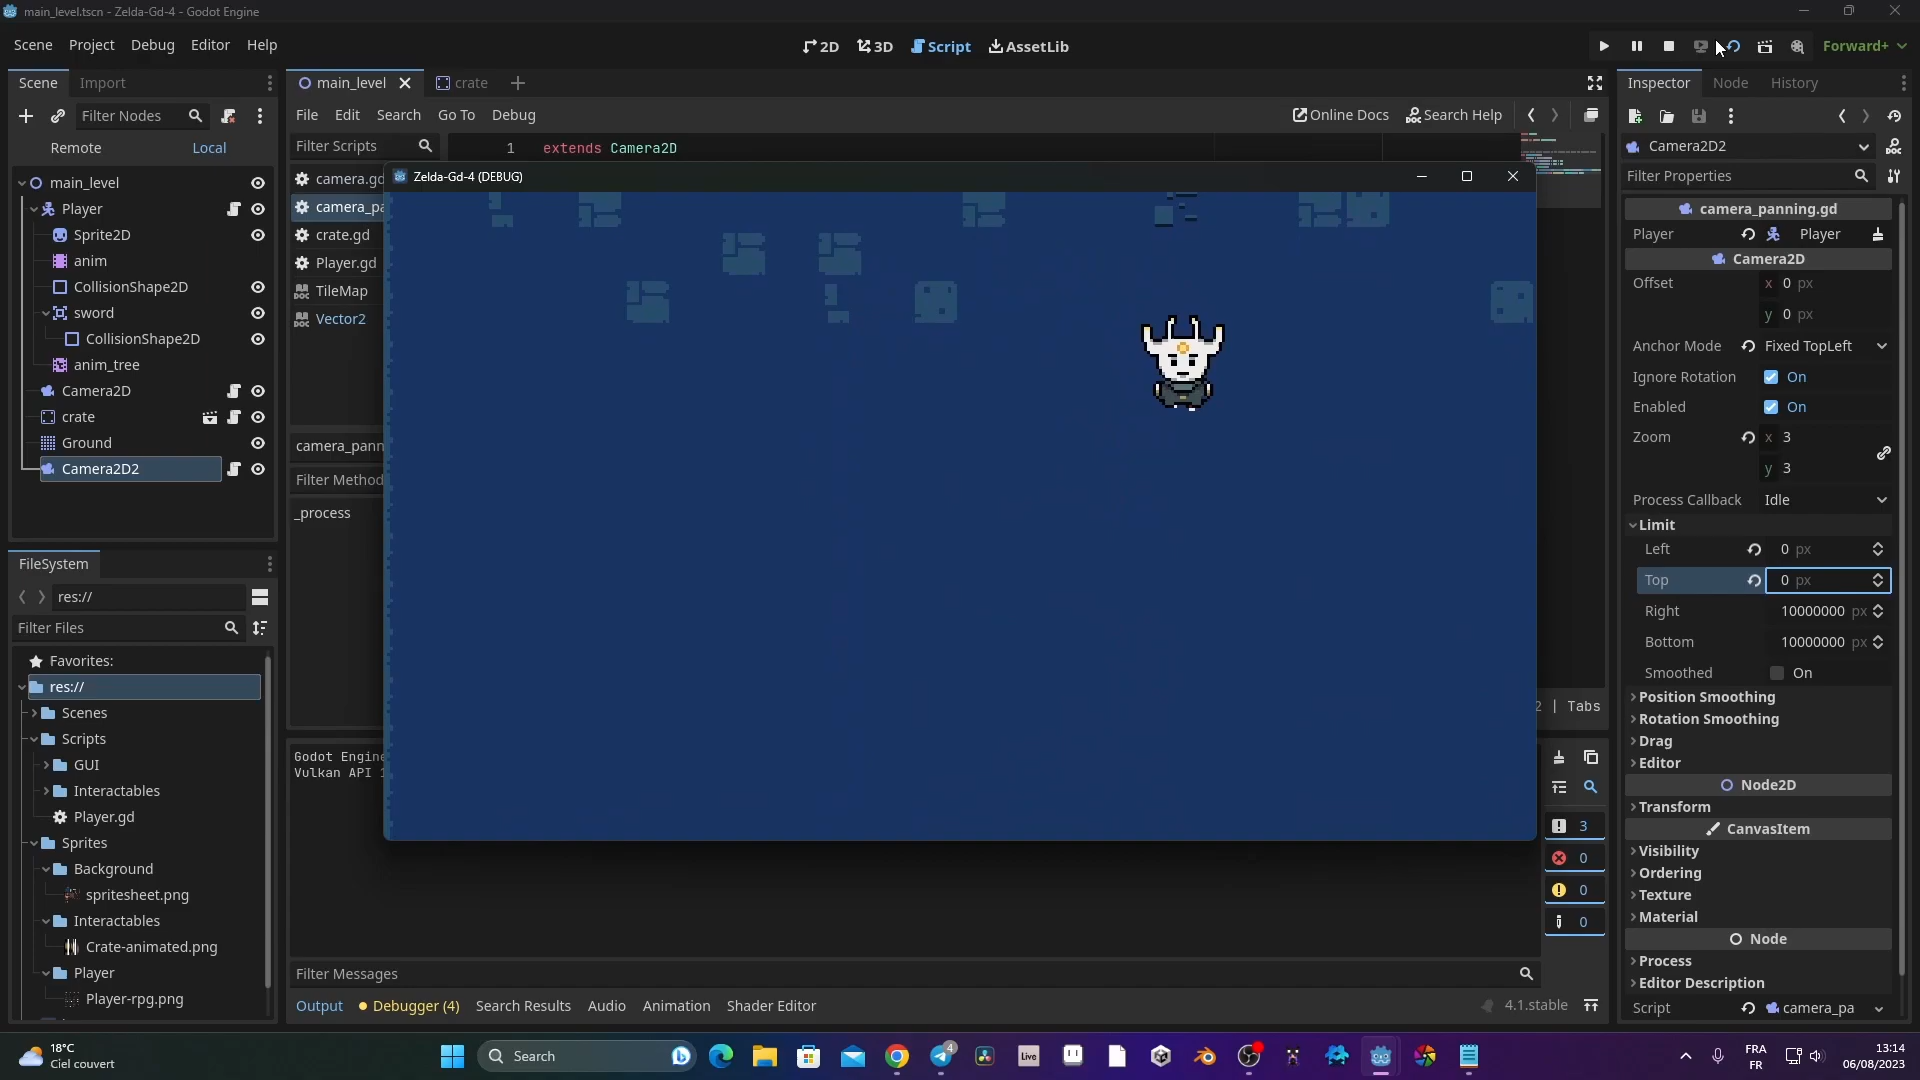 main_level.tscn - Zelda-Gd-4 - Godot Engine
Scene Project Debug Editor Help
2D 3D Script AssetLib
Forward+
Scene Import
main_level crate
Inspector Node History
Filter Nodes
File Edit Search Go To Debug
Online Docs Search Help
Remote Local
Filter Scripts
1 extends Camera2D
Camera2D2
Filter Properties
main_level
Player
Sprite2D
anim
CollisionShape2D
sword
CollisionShape2D
anim_tree
Camera2D
crate
Ground
Camera2D2
camera.gd
camera_pa
crate.gd
Player.gd
TileMap
Vector2
camera_pann
Filter Method
_process
Zelda-Gd-4 (DEBUG)
camera_panning.gd
Player Player
Camera2D
Offset x 0 px
y 0 px
Anchor Mode Fixed TopLeft
Ignore Rotation On
Enabled On
Zoom x 3
y 3
Process Callback Idle
Limit
Left 0 px
Top 0 px
Right 10000000 px
Bottom 10000000 px
Smoothed On
Position Smoothing
Rotation Smoothing
Drag
Editor
Node2D
Transform
CanvasItem
Visibility
Ordering
Texture
Material
Node
Process
Editor Description
Script camera_pa
FileSystem
res://
Filter Files
Favorites:
res://
Scenes
Scripts
GUI
Interactables
Player.gd
Sprites
Background
spritesheet.png
Interactables
Crate-animated.png
Player
Player-rpg.png
2 | Tabs
Godot Engine
Vulkan API 1
3
0
0
0
Filter Messages
Output Debugger (4) Search Results Audio Animation Shader Editor
4.1.stable
18°C
Ciel couvert
Search
4
Live
FRA
FR
13:14
06/08/2023